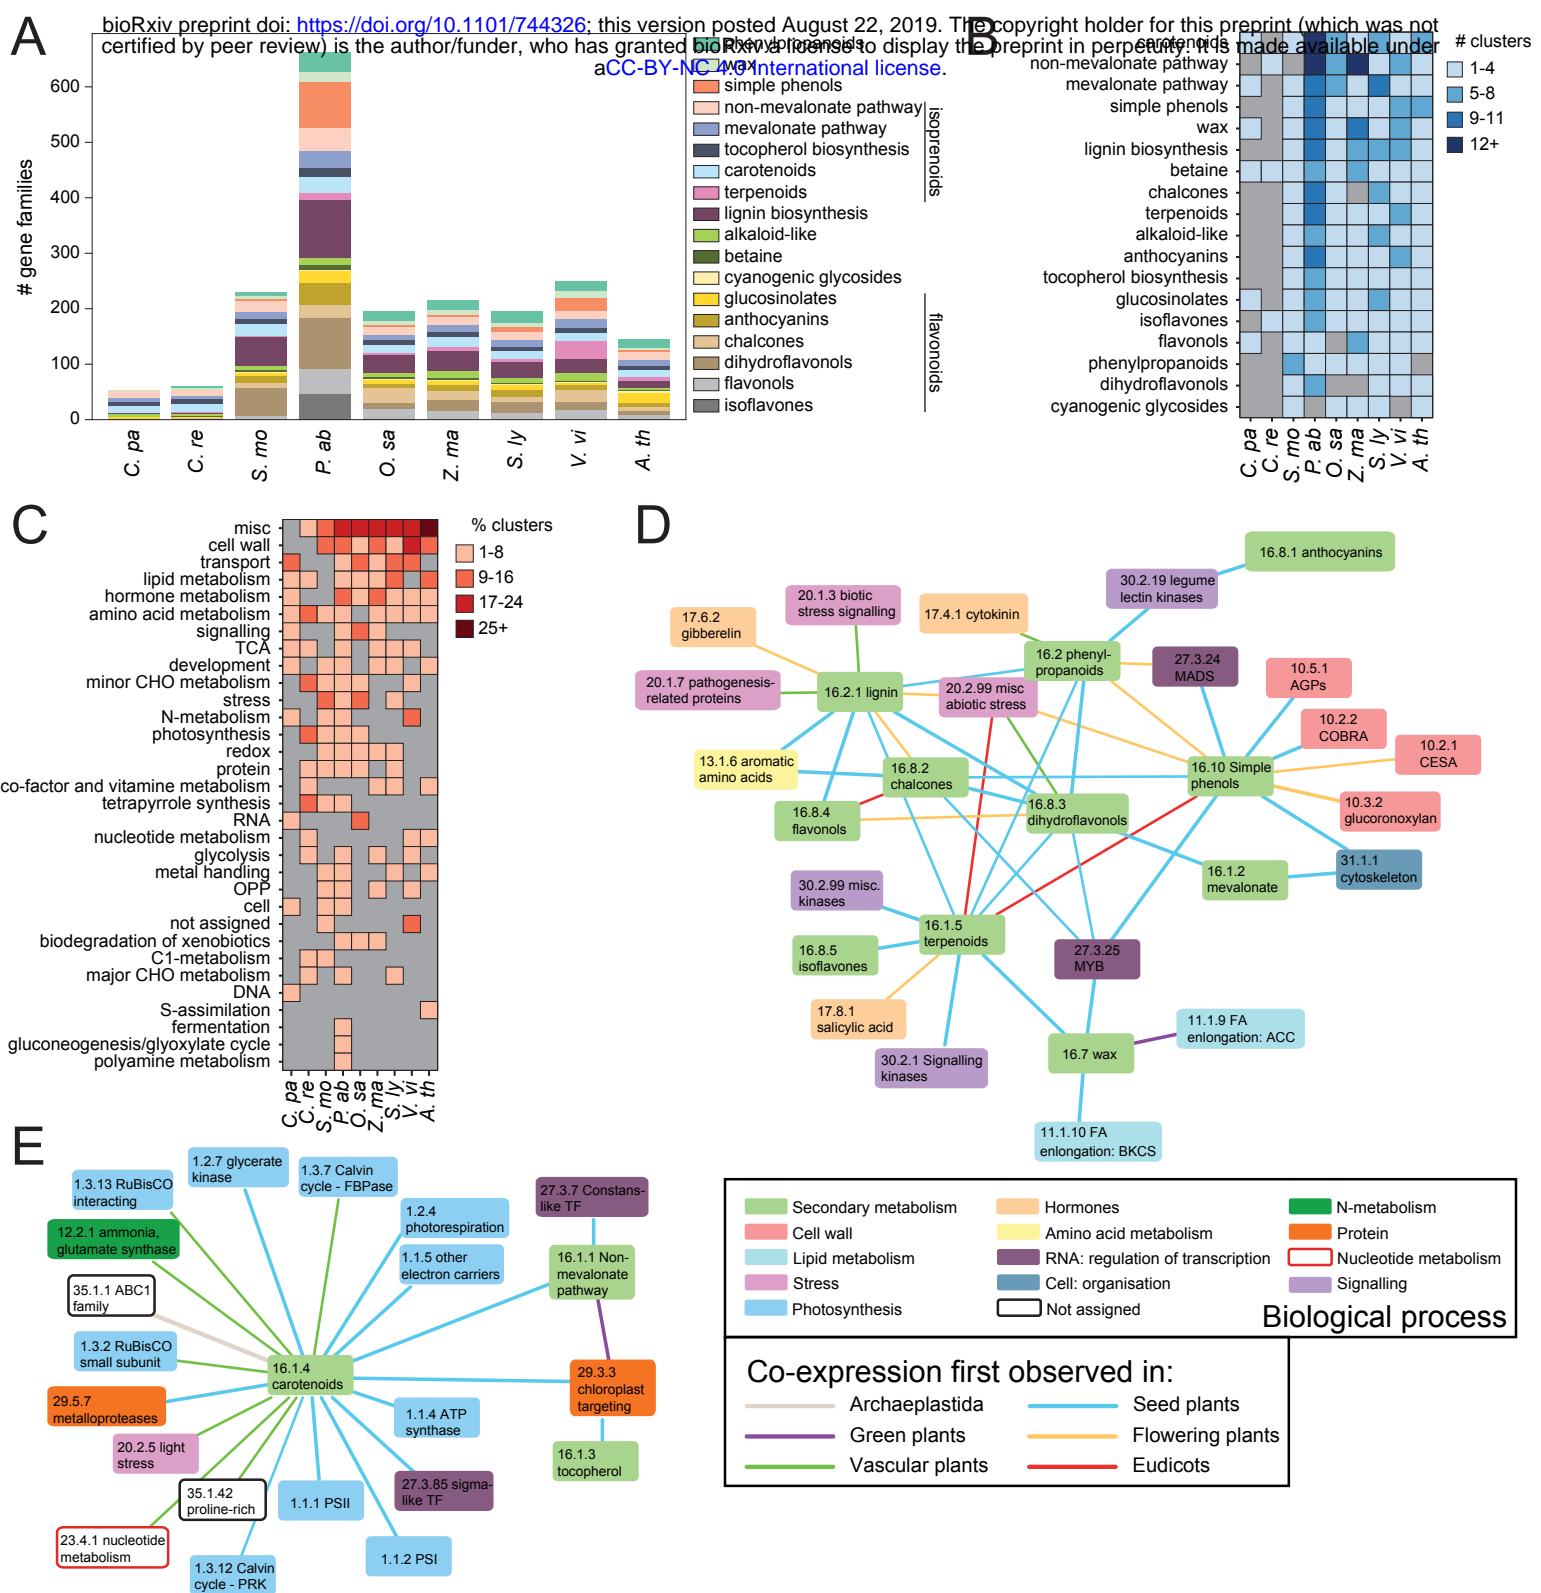 bioRxiv preprint doi: https://doi.org/10.1101/744326; this version posted August 22, 2019. The copyright holder for this preprint (which was not
certified by peer review) is the author/funder, who has granted bioRxiv a license to display the preprint in perpetuity. It is made available under
aCC-BY-NC 4.0 International license.
A
# gene families
600
500
400
300
200
100
0
C. pa
C. re
S. mo
P. ab
O. sa
Z. ma
S. ly
V. vi
A. th
phenylpropanoids
wax
simple phenols
non-mevalonate pathway
mevalonate pathway
tocopherol biosynthesis
carotenoids
terpenoids
lignin biosynthesis
alkaloid-like
betaine
cyanogenic glycosides
glucosinolates
anthocyanins
chalcones
dihydroflavonols
flavonols
isoflavones
isoprenoids
flavonoids
B
carotenoids
non-mevalonate pathway
mevalonate pathway
simple phenols
wax
lignin biosynthesis
betaine
chalcones
terpenoids
alkaloid-like
anthocyanins
tocopherol biosynthesis
glucosinolates
isoflavones
flavonols
phenylpropanoids
dihydroflavonols
cyanogenic glycosides
C. pa
C. re
S. mo
P. ab
O. sa
Z. ma
S. ly
V. vi
A. th
# clusters
1-4
5-8
9-11
12+
C
misc
cell wall
transport
lipid metabolism
hormone metabolism
amino acid metabolism
signalling
TCA
development
minor CHO metabolism
stress
N-metabolism
photosynthesis
redox
protein
co-factor and vitamine metabolism
tetrapyrrole synthesis
RNA
nucleotide metabolism
glycolysis
metal handling
OPP
cell
not assigned
biodegradation of xenobiotics
C1-metabolism
major CHO metabolism
DNA
S-assimilation
fermentation
gluconeogenesis/glyoxylate cycle
polyamine metabolism
C. pa
C. re
S. mo
P. ab
O. sa
Z. ma
S. ly
V. vi
A. th
% clusters
1-8
9-16
17-24
25+
D
16.8.1 anthocyanins
30.2.19 legume
lectin kinases
20.1.3 biotic
stress signalling
17.4.1 cytokinin
17.6.2
gibberelin
16.2 phenyl-
propanoids
27.3.24
MADS
10.5.1
AGPs
20.1.7 pathogenesis-
related proteins
16.2.1 lignin
20.2.99 misc
abiotic stress
10.2.2
COBRA
10.2.1
CESA
13.1.6 aromatic
amino acids
16.8.2
chalcones
16.10 Simple
phenols
16.8.4
flavonols
16.8.3
dihydroflavonols
10.3.2
glucoronoxylan
30.2.99 misc.
kinases
16.1.2
mevalonate
31.1.1
cytoskeleton
16.1.5
terpenoids
16.8.5
isoflavones
27.3.25
MYB
17.8.1
salicylic acid
11.1.9 FA
enlongation: ACC
30.2.1 Signalling
kinases
16.7 wax
11.1.10 FA
enlongation: BKCS
E
1.3.13 RuBisCO
interacting
1.2.7 glycerate
kinase
1.3.7 Calvin
cycle - FBPase
27.3.7 Constans-
like TF
12.2.1 ammonia,
glutamate synthase
1.2.4
photorespiration
1.1.5 other
electron carriers
16.1.1 Non-
mevalonate
pathway
35.1.1 ABC1
family
1.3.2 RuBisCO
small subunit
16.1.4
carotenoids
29.3.3
chloroplast
targeting
29.5.7
metalloproteases
1.1.4 ATP
synthase
20.2.5 light
stress
16.1.3
tocopherol
35.1.42
proline-rich
1.1.1 PSII
27.3.85 sigma-
like TF
23.4.1 nucleotide
metabolism
1.3.12 Calvin
cycle - PRK
1.1.2 PSI
Secondary metabolism
Cell wall
Lipid metabolism
Stress
Photosynthesis
Hormones
Amino acid metabolism
RNA: regulation of transcription
Cell: organisation
Not assigned
N-metabolism
Protein
Nucleotide metabolism
Signalling
Biological process
Co-expression first observed in:
Archaeplastida
Green plants
Vascular plants
Seed plants
Flowering plants
Eudicots